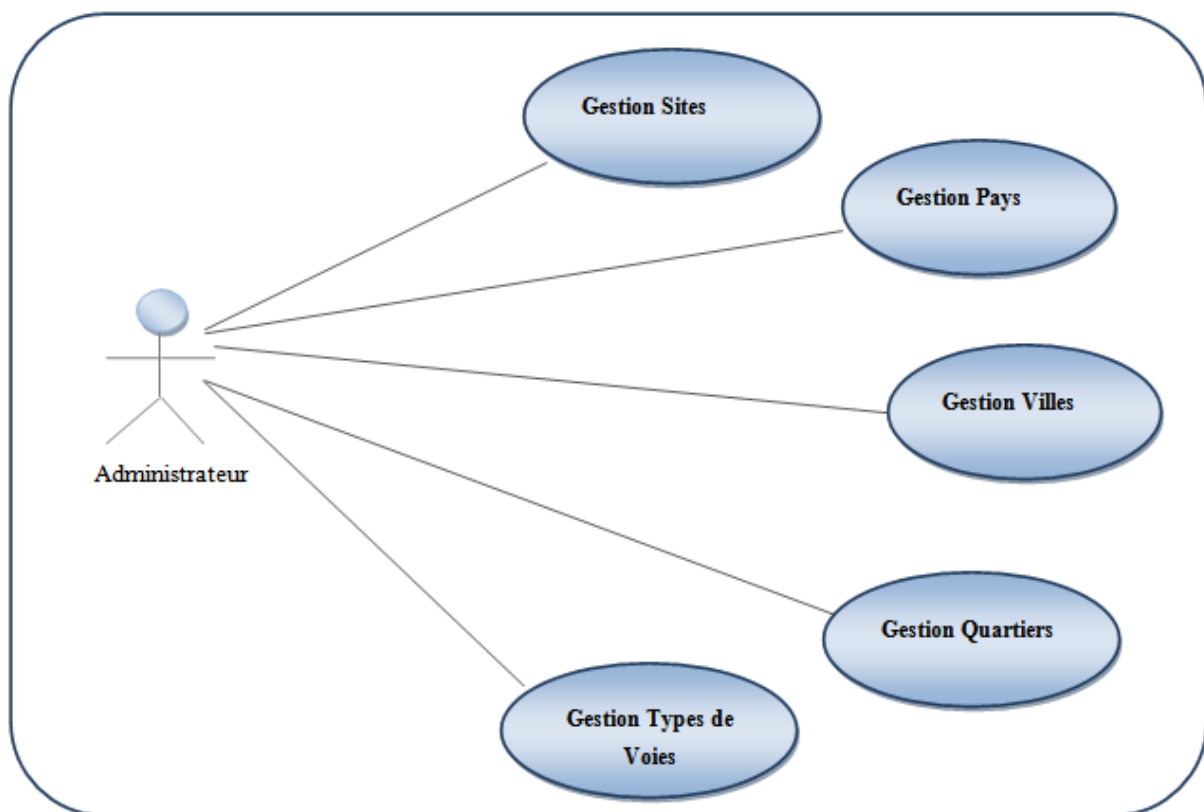 Gestion Sites
Gestion Pays
Gestion Villes
Administrateur
Gestion Quartiers
Gestion Types de
Voies